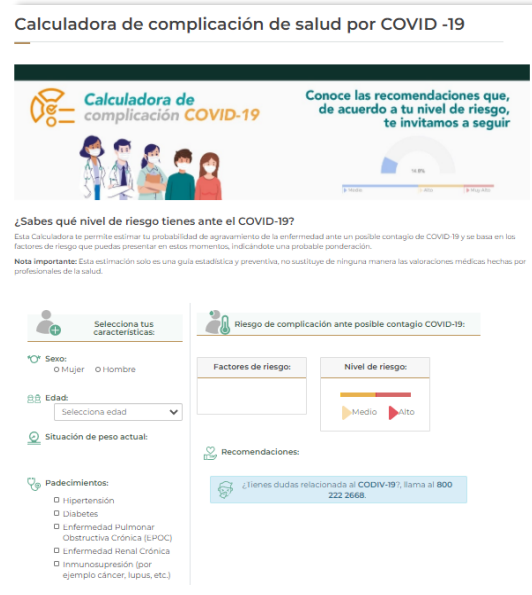 Calculadora de complicación de salud por COVID -19
Calculadora de
complicación COVID-19
Conoce las recomendaciones que,
de acuerdo a tu nivel de riesgo,
te invitamos a seguir
14.8%
Medio
Alto
Muy Alto
¿Sabes qué nivel de riesgo tienes ante el COVID-19?
Esta Calculadora te permite estimar tu probabilidad de agravamiento de la enfermedad ante un posible contagio de COVID-19 y se basa en los
factores de riesgo que puedas presentar en estos momentos, indicándote una probable ponderación.
Nota importante: Esta estimación solo es una guía estadística y preventiva, no sustituye de ninguna manera las valoraciones médicas hechas por
profesionales de la salud.
Selecciona tus
características:
Sexo:
Mujer Hombre
Edad:
Selecciona edad
Situación de peso actual:
Padecimientos:
Hipertensión
Diabetes
Enfermedad Pulmonar
Obstructiva Crónica (EPOC)
Enfermedad Renal Crónica
Inmunosupresión (por
ejemplo cáncer, lupus, etc.)
Riesgo de complicación ante posible contagio COVID-19:
Factores de riesgo:
Nivel de riesgo:
Medio Alto
Recomendaciones:
¿Tienes dudas relacionada al CODIV-19?, llama al 800
222 2668.